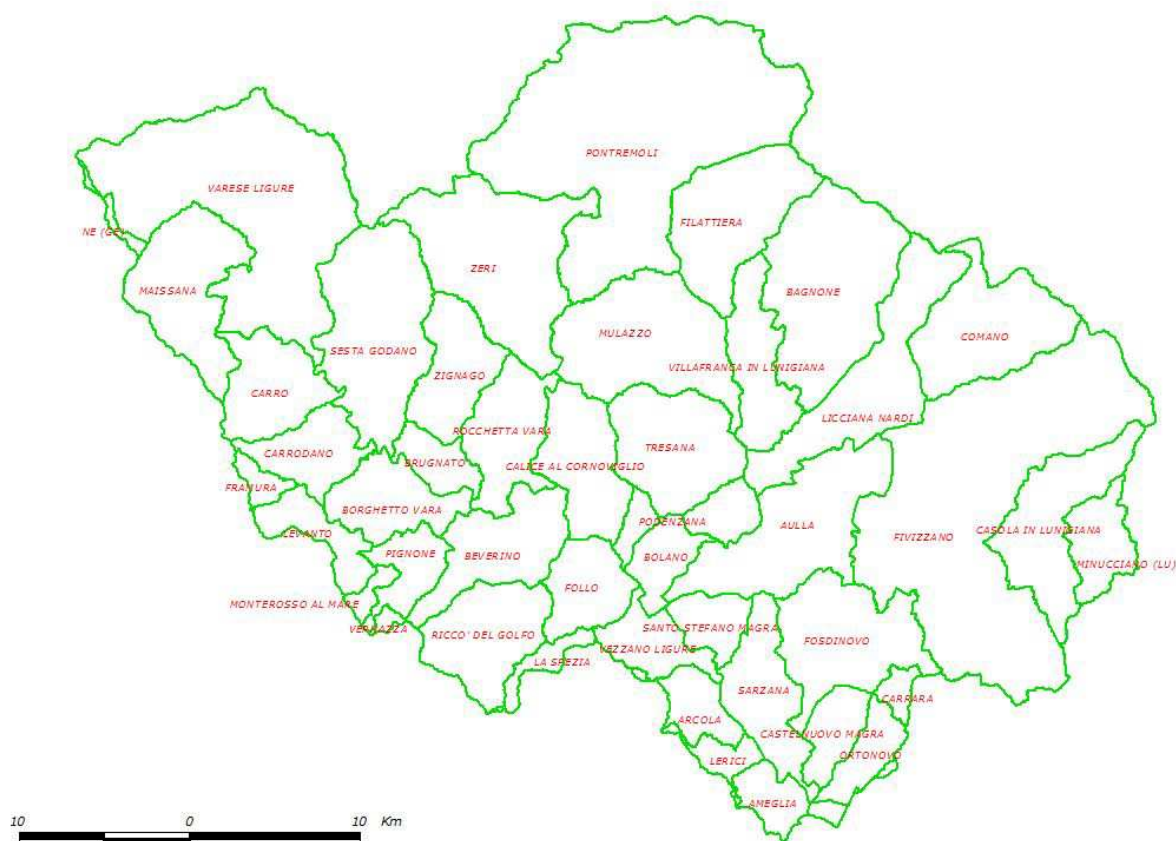 PONTREMOLI
VARESE LIGURE
FILATTIERA
NE (GE)
ZERI
MAISSANA
BAGNONE
MULAZZO
COMANO
SESTA GODANO
VILLAFRANCA IN LUNIGIANA
ZIGNAGO
CARRO
LICCIANA NARDI
ROCCHETTA VARA
TRESANA
CARRODANO
BRUGNATO
CALICE AL CORNOVIGLIO
FRAMURA
BORGHETTO VARA
PODENZANA
AULLA
CASOLA IN LUNIGIANA
LEVANTO
FIVIZZANO
PIGNONE
BEVERINO
BOLANO
MINUCCIANO (LU)
FOLLO
MONTEROSSO AL MARE
SANTO STEFANO MAGRA
VERNAZZA
RICCO' DEL GOLFO
FOSDINOVO
VEZZANO LIGURE
LA SPEZIA
SARZANA
CARRARA
ARCOLA
CASTELNUOVO MAGRA
ORTONOVO
LERICI
AMEGLIA
10 0 10 Km